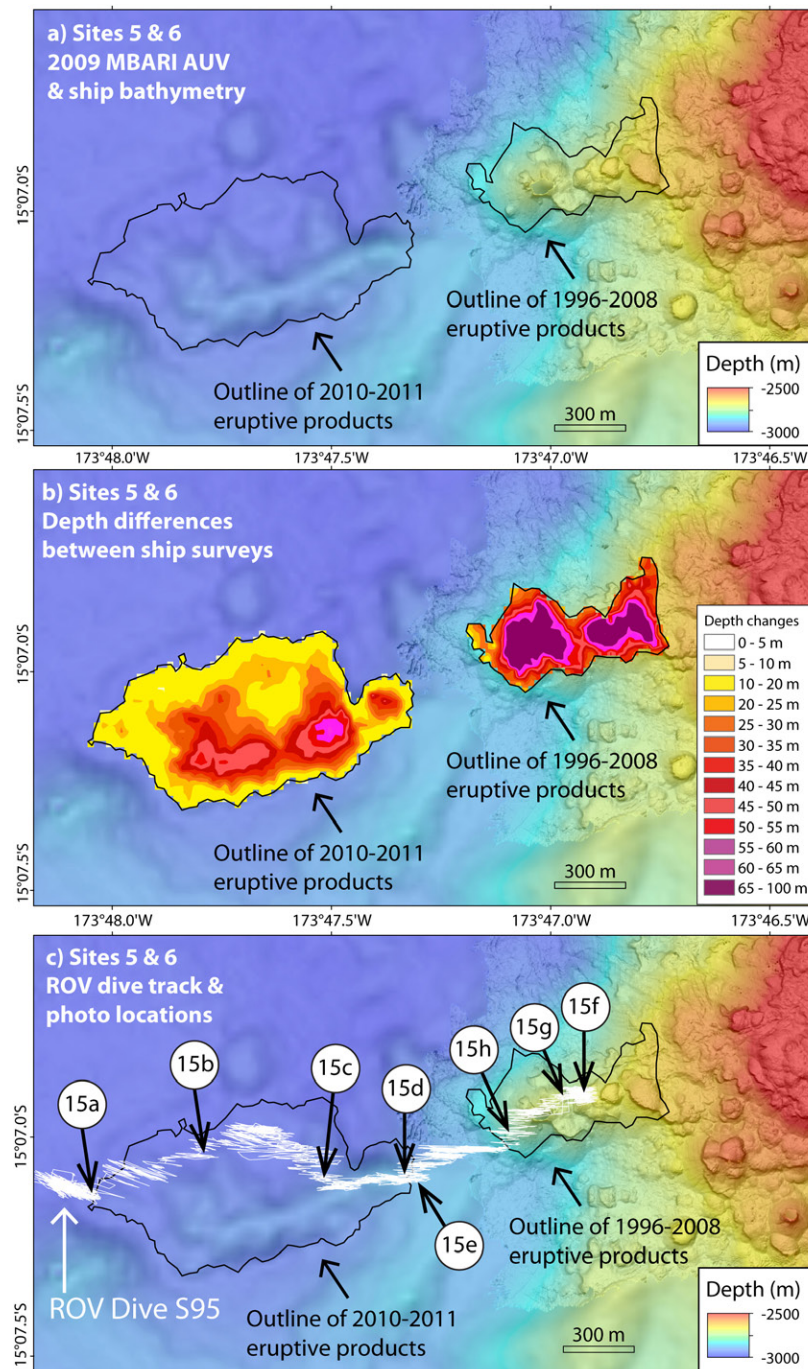 a) Sites 5 & 6
2009 MBARI AUV
& ship bathymetry
15°07.0'S
15°07.5'S
Outline of 1996-2008
eruptive products
Outline of 2010-2011
eruptive products
300 m
Depth (m)
-2500
-3000
173°48.0'W
173°47.5'W
173°47.0'W
173°46.5'W
b) Sites 5 & 6
Depth differences
between ship surveys
15°07.0'S
15°07.5'S
Outline of 1996-2008
eruptive products
Outline of 2010-2011
eruptive products
300 m
Depth changes
0 - 5 m
5 - 10 m
10 - 20 m
20 - 25 m
25 - 30 m
30 - 35 m
35 - 40 m
40 - 45 m
45 - 50 m
50 - 55 m
55 - 60 m
60 - 65 m
65 - 100 m
173°48.0'W
173°47.5'W
173°47.0'W
173°46.5'W
c) Sites 5 & 6
ROV dive track &
photo locations
15a
15b
15c
15d
15h
15g
15f
15e
15°07.0'S
15°07.5'S
ROV Dive S95
Outline of 1996-2008
eruptive products
Outline of 2010-2011
eruptive products
300 m
Depth (m)
-2500
-3000